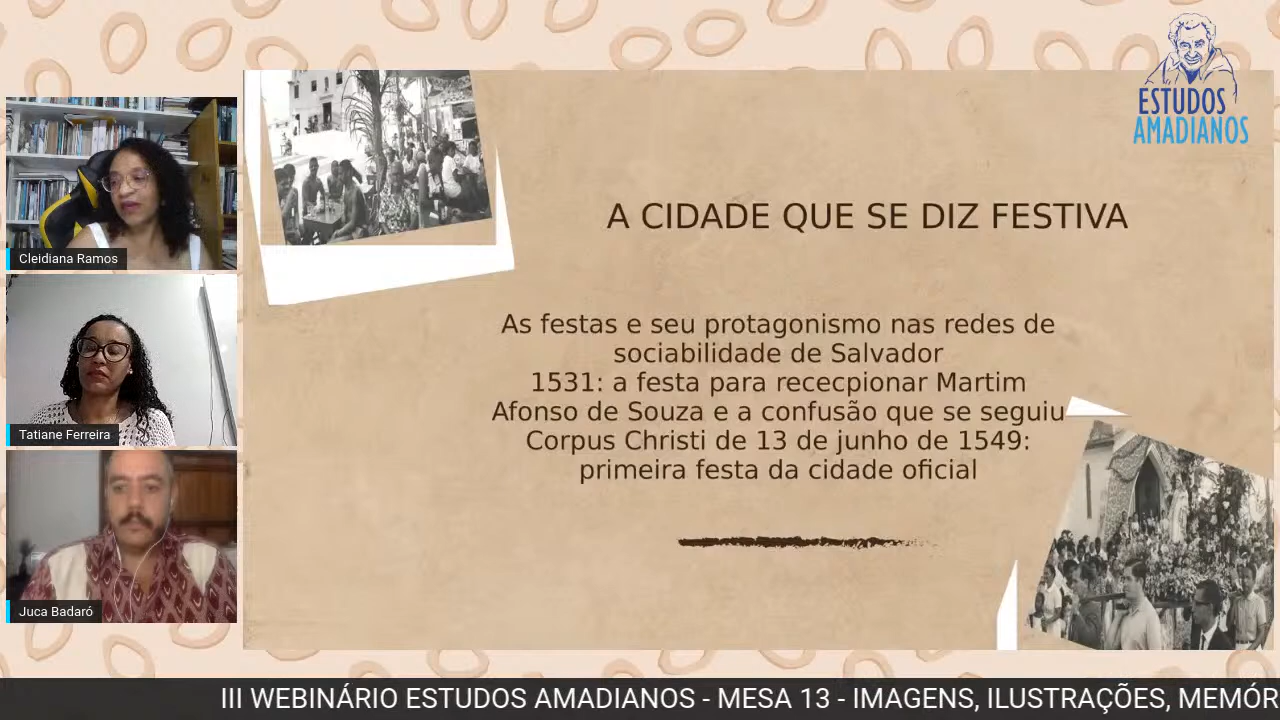 ESTUDOS
AMADIANOS
A CIDADE QUE SE DIZ FESTIVA
As festas e seu protagonismo nas redes de
sociabilidade de Salvador
1531: a festa para rececpionar Martim
Afonso de Souza e a confusão que se seguiu
Corpus Christi de 13 de junho de 1549:
primeira festa da cidade oficial
Cleidiana Ramos
Tatiane Ferreira
Juca Badaró
III WEBINÁRIO ESTUDOS AMADIANOS - MESA 13 - IMAGENS, ILUSTRAÇÕES, MEMÓR